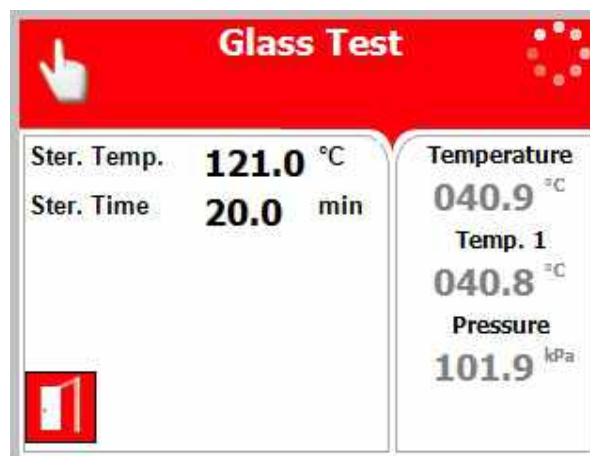 Glass Test
Ster. Temp. 121.0 °C
Ster. Time 20.0 min
Temperature
040.9 °C
Temp. 1
040.8 °C
Pressure
101.9 kPa